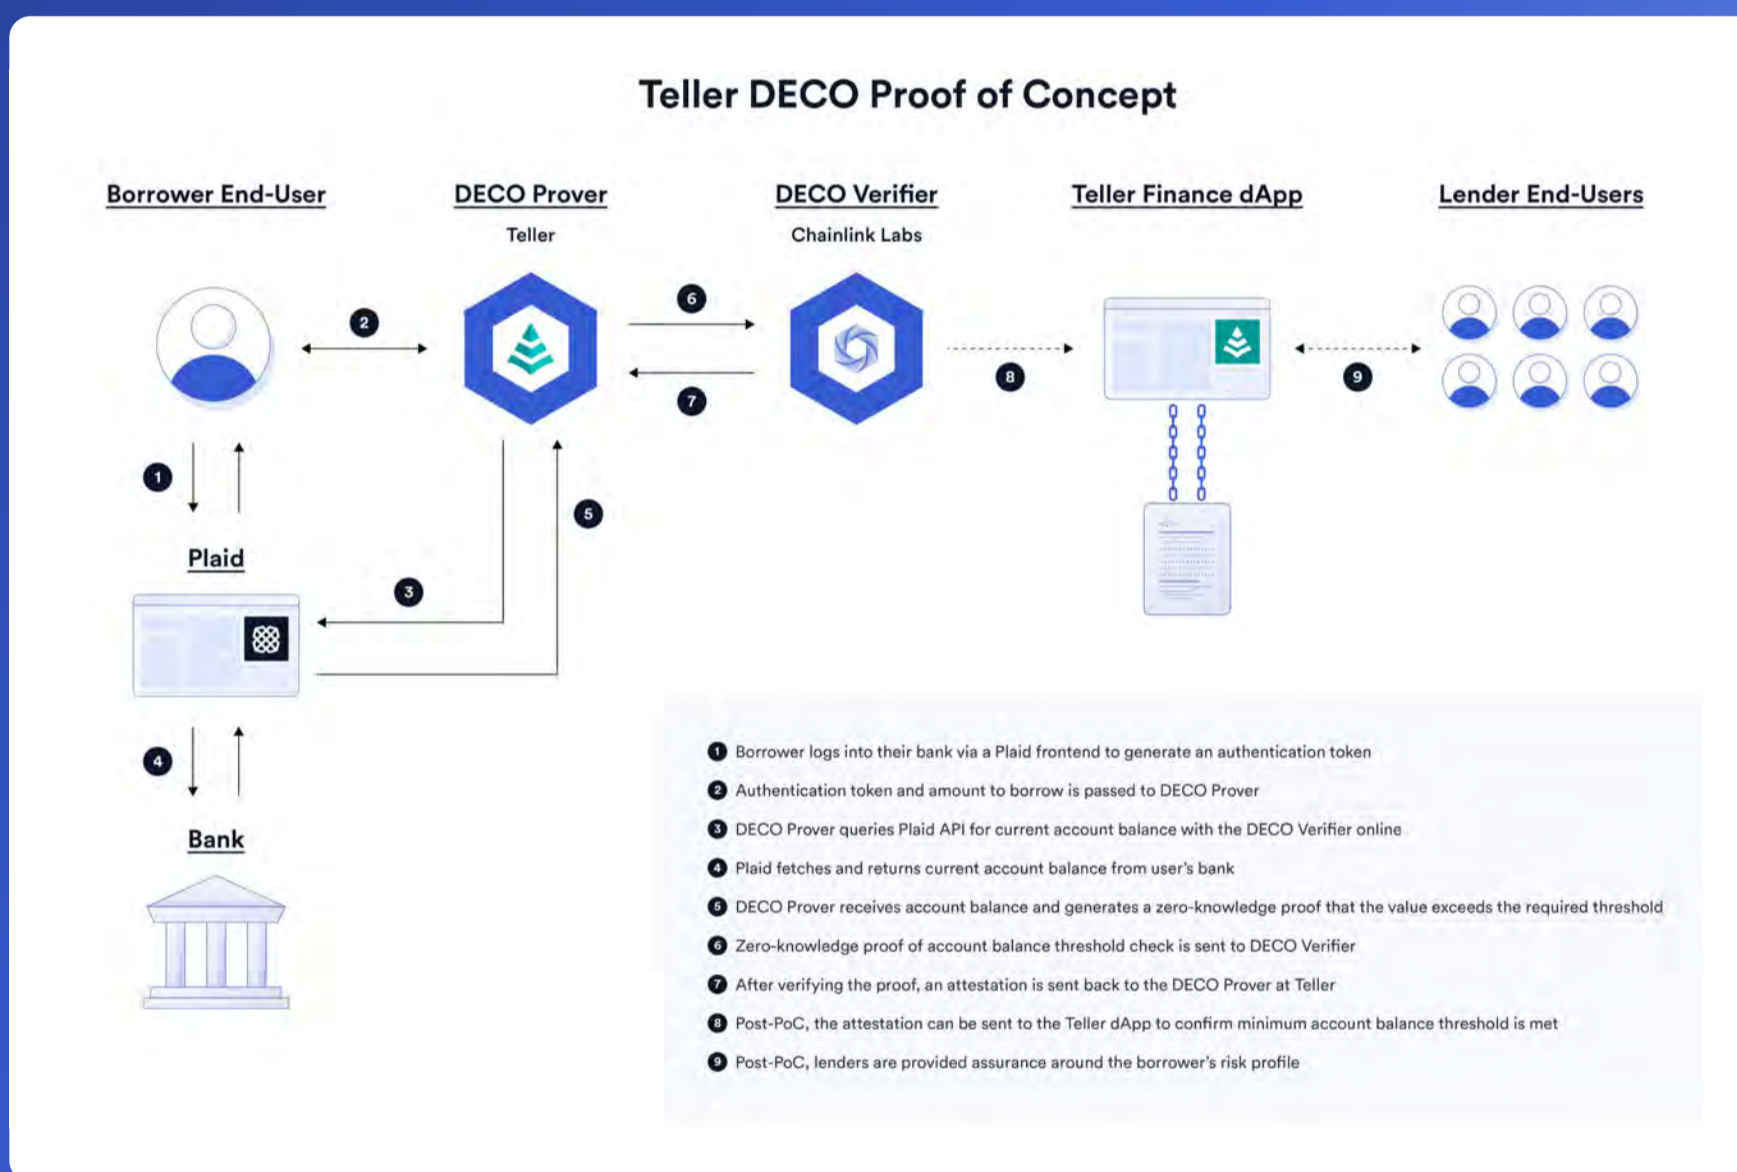 Teller DECO Proof of Concept
Borrower End-User
DECO Prover
Teller
DECO Verifier
Chainlink Labs
Teller Finance dApp
Lender End-Users
2
6
7
8
9
1
5
Plaid
3
4
Bank
1 Borrower logs into their bank via a Plaid frontend to generate an authentication token
2 Authentication token and amount to borrow is passed to DECO Prover
3 DECO Prover queries Plaid API for current account balance with the DECO Verifier online
4 Plaid fetches and returns current account balance from user's bank
5 DECO Prover receives account balance and generates a zero-knowledge proof that the value exceeds the required threshold
6 Zero-knowledge proof of account balance threshold check is sent to DECO Verifier
7 After verifying the proof, an attestation is sent back to the DECO Prover at Teller
8 Post-PoC, the attestation can be sent to the Teller dApp to confirm minimum account balance threshold is met
9 Post-PoC, lenders are provided assurance around the borrower's risk profile